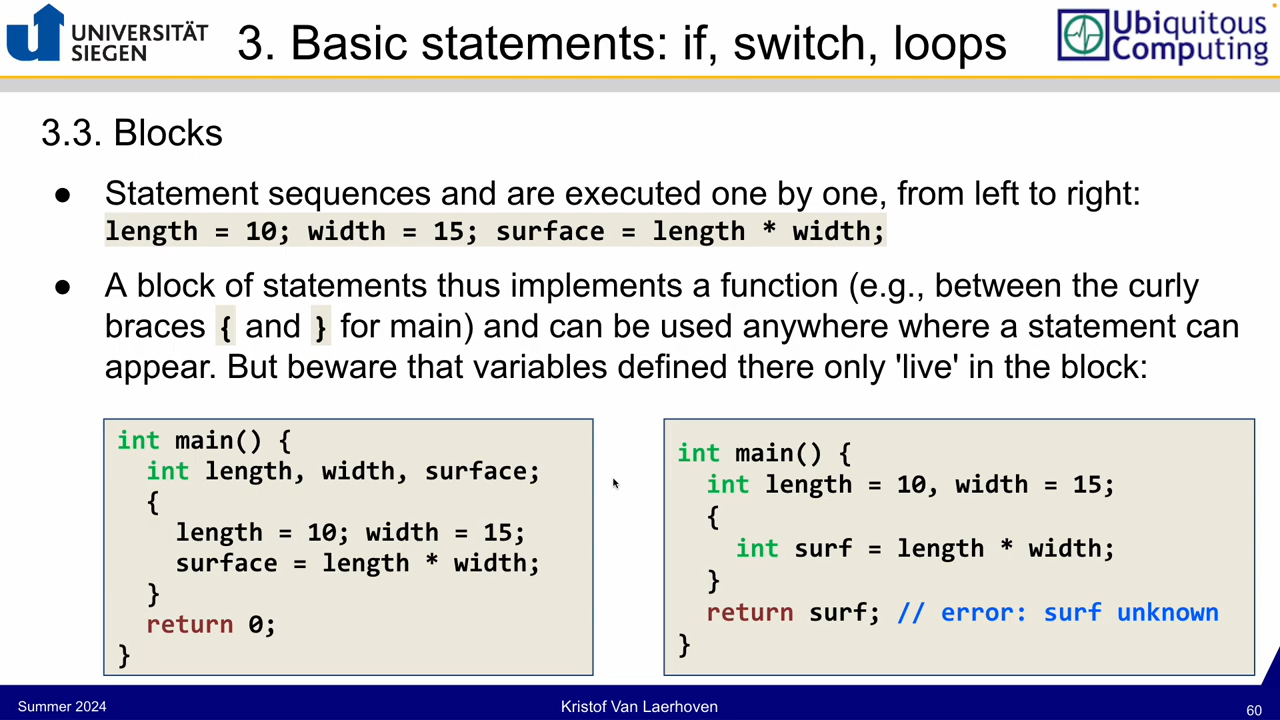 UNIVERSITÄT
SIEGEN
3. Basic statements: if, switch, loops
Ubiquitous
Computing
3.3. Blocks
● Statement sequences and are executed one by one, from left to right:
length = 10; width = 15; surface = length * width;
● A block of statements thus implements a function (e.g., between the curly
braces { and } for main) and can be used anywhere where a statement can
appear. But beware that variables defined there only 'live' in the block:
int main() {
  int length, width, surface;
  {
    length = 10; width = 15;
    surface = length * width;
  }
  return 0;
}
int main() {
  int length = 10, width = 15;
  {
    int surf = length * width;
  }
  return surf; // error: surf unknown
}
Summer 2024
Kristof Van Laerhoven
60